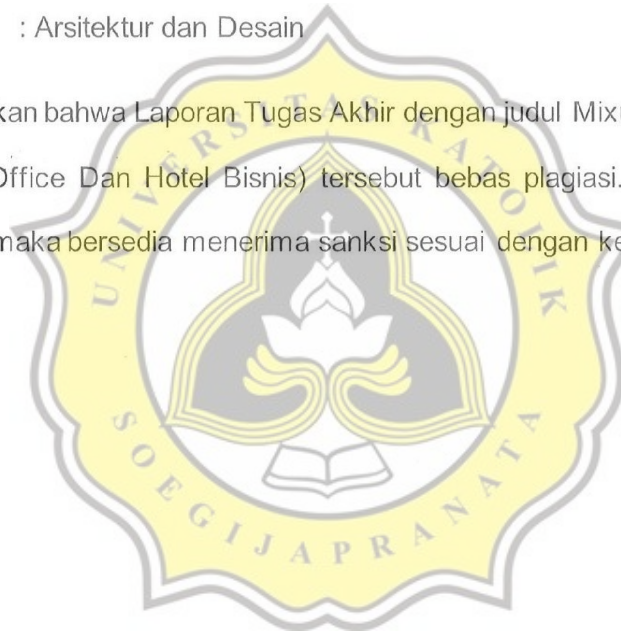 : Arsitektur dan Desain
kan bahwa Laporan Tugas Akhir dengan judul Mix
Office Dan Hotel Bisnis) tersebut bebas plagiasi.
maka bersedia menerima sanksi sesuai dengan ke
UNIVERSITAS KATOLIK
SOEGIJAPRANATA